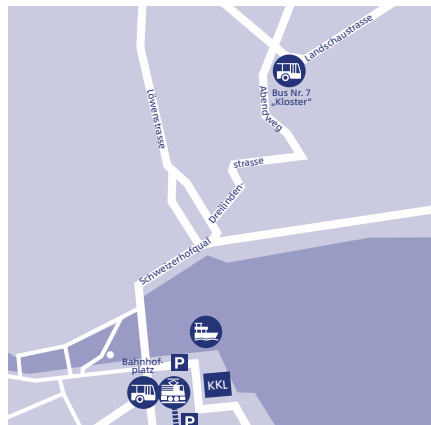 Landschaustrasse
Bus Nr. 7
„Kloster“
Abendweg
Löwenstrasse
strasse
Dreilinden-
Schweizerhofquai
Bahnhof-
platz
P
KKL
P